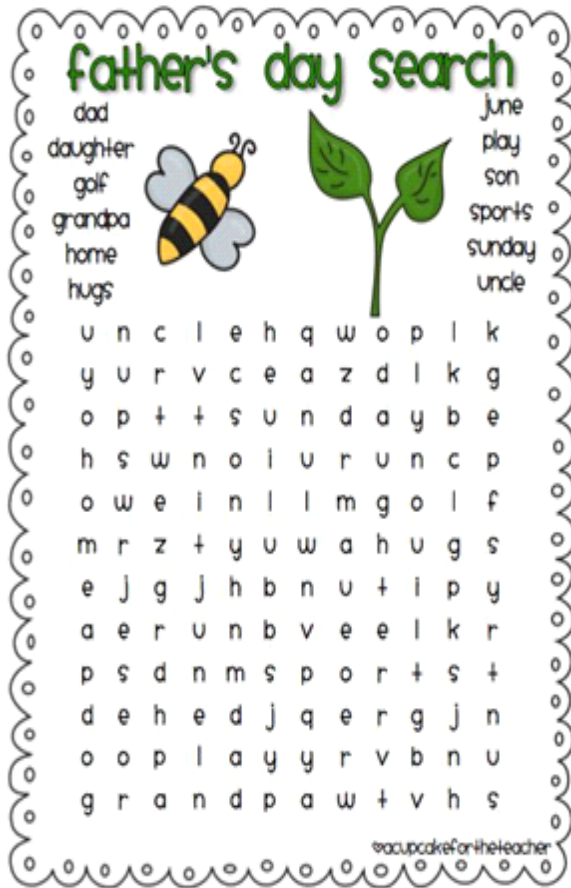 father's day search
dad
daughter
golf
grandpa
home
hugs
june
play
son
sports
sunday
uncle
u n c l e h q w o p l k
y u r v c e a z d l k g
o p t t s u n d a y b e
h s w n o i u r u n c p
o w e i n l l m g o l f
m r z t y u w a h u g s
e j g j h b n u t i p y
a e r u n b v e e l k r
p s d n m s p o r t s t
d e h e d j q e r g j n
o o p l a y y r v b n u
g r a n d p a w t v h s
♥acupcakefortheteacher